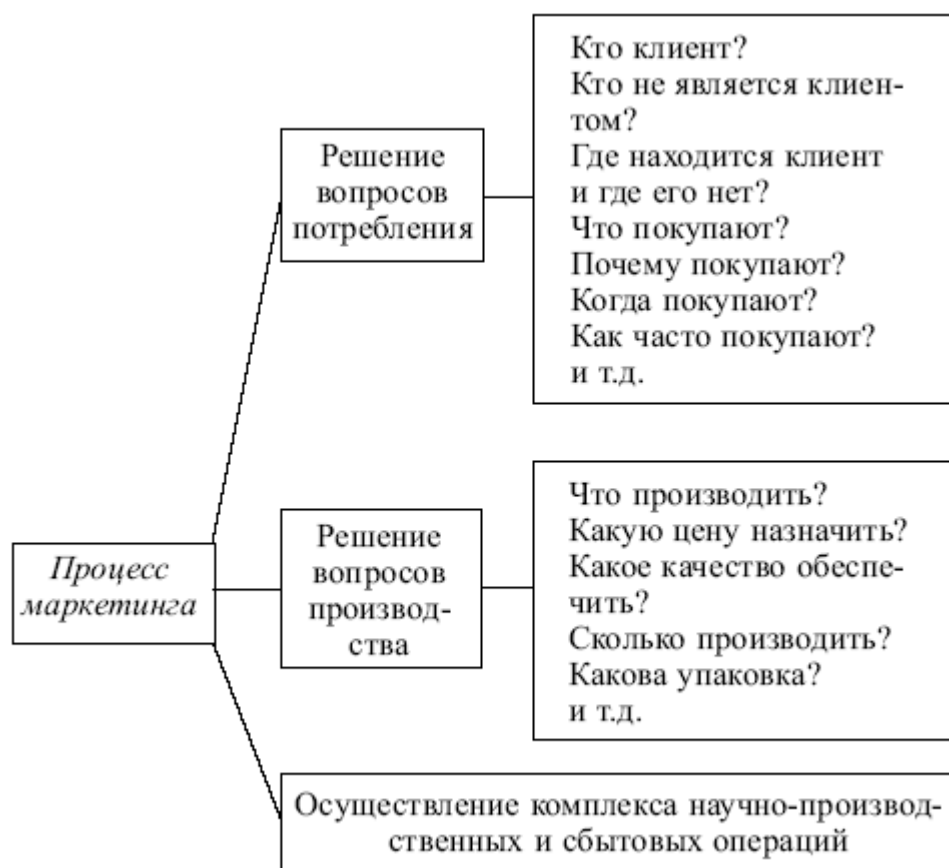 Кто клиент?
Кто не является клиен-
том?
Где находится клиент
и где его нет?
Что покупают?
Почему покупают?
Когда покупают?
Как часто покупают?
и т.д.
Решение
вопросов
потребления
Что производить?
Какую цену назначить?
Какое качество обеспе-
чить?
Сколько производить?
Какова упаковка?
и т.д.
Решение
вопросов
производ-
ства
Процесс
маркетинга
Осуществление комплекса научно-производ-
ственных и сбытовых операций